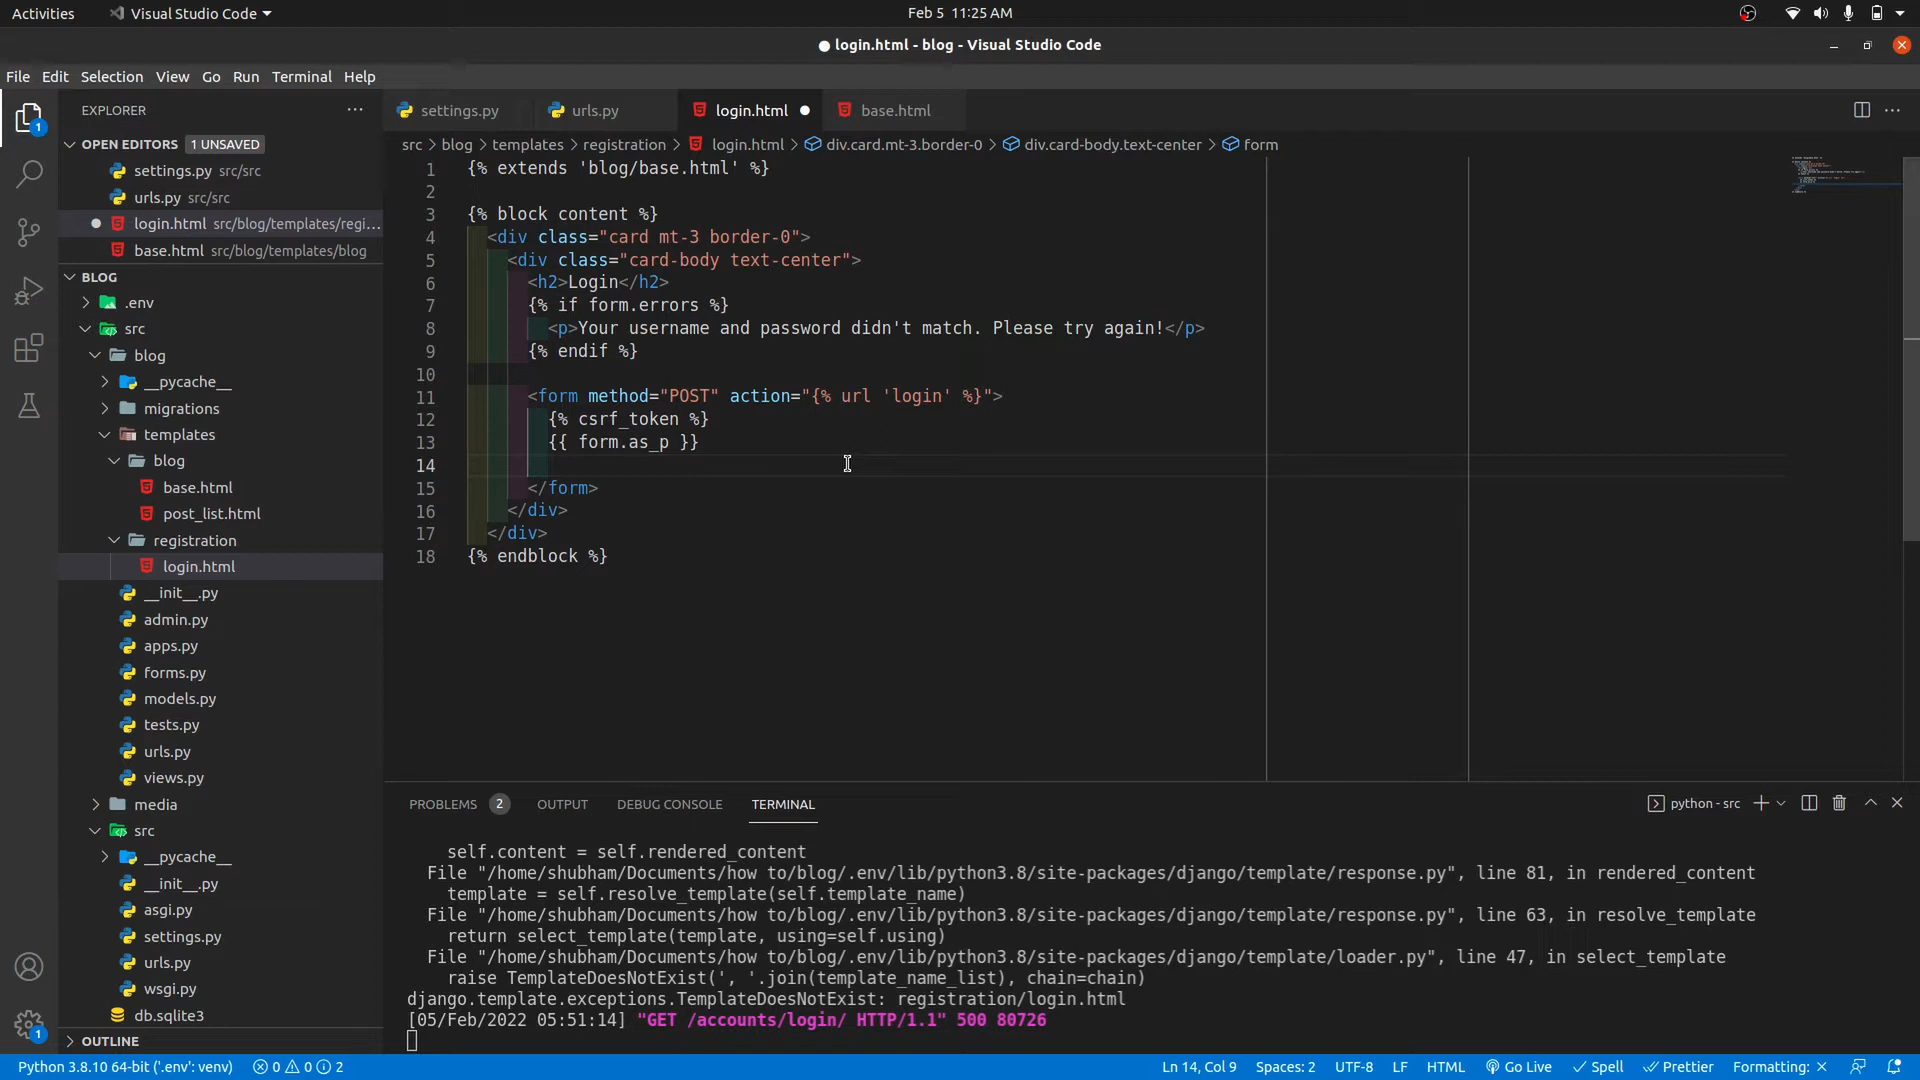 Activities
Visual Studio Code
Feb 5 11:25 AM
● login.html - blog - Visual Studio Code
File Edit Selection View Go Run Terminal Help
EXPLORER
OPEN EDITORS 1 UNSAVED
settings.py src/src
urls.py src/src
login.html src/blog/templates/regi...
base.html src/blog/templates/blog
BLOG
.env
src
blog
__pycache__
migrations
templates
blog
base.html
post_list.html
registration
login.html
__init__.py
admin.py
apps.py
forms.py
models.py
tests.py
urls.py
views.py
media
src
__pycache__
__init__.py
asgi.py
settings.py
urls.py
wsgi.py
db.sqlite3
OUTLINE
1
1
settings.py urls.py login.html base.html
src > blog > templates > registration > login.html > div.card.mt-3.border-0 > div.card-body.text-center > form
1 {% extends 'blog/base.html' %}
2
3 {% block content %}
4 <div class="card mt-3 border-0">
5 <div class="card-body text-center">
6 <h2>Login</h2>
7 {% if form.errors %}
8 <p>Your username and password didn't match. Please try again!</p>
9 {% endif %}
10
11 <form method="POST" action="{% url 'login' %}">
12 {% csrf_token %}
13 {{ form.as_p }}
14
15 </form>
16 </div>
17 </div>
18 {% endblock %}
PROBLEMS 2 OUTPUT DEBUG CONSOLE TERMINAL
python - src
self.content = self.rendered_content
File "/home/shubham/Documents/how to/blog/.env/lib/python3.8/site-packages/django/template/response.py", line 81, in rendered_content
template = self.resolve_template(self.template_name)
File "/home/shubham/Documents/how to/blog/.env/lib/python3.8/site-packages/django/template/response.py", line 63, in resolve_template
return select_template(template, using=self.using)
File "/home/shubham/Documents/how to/blog/.env/lib/python3.8/site-packages/django/template/loader.py", line 47, in select_template
raise TemplateDoesNotExist(', '.join(template_name_list), chain=chain)
django.template.exceptions.TemplateDoesNotExist: registration/login.html
[05/Feb/2022 05:51:14] "GET /accounts/login/ HTTP/1.1" 500 80726
Python 3.8.10 64-bit ('.env': venv) 0 0 2
Ln 14, Col 9 Spaces: 2 UTF-8 LF HTML Go Live Spell Prettier Formatting: ×